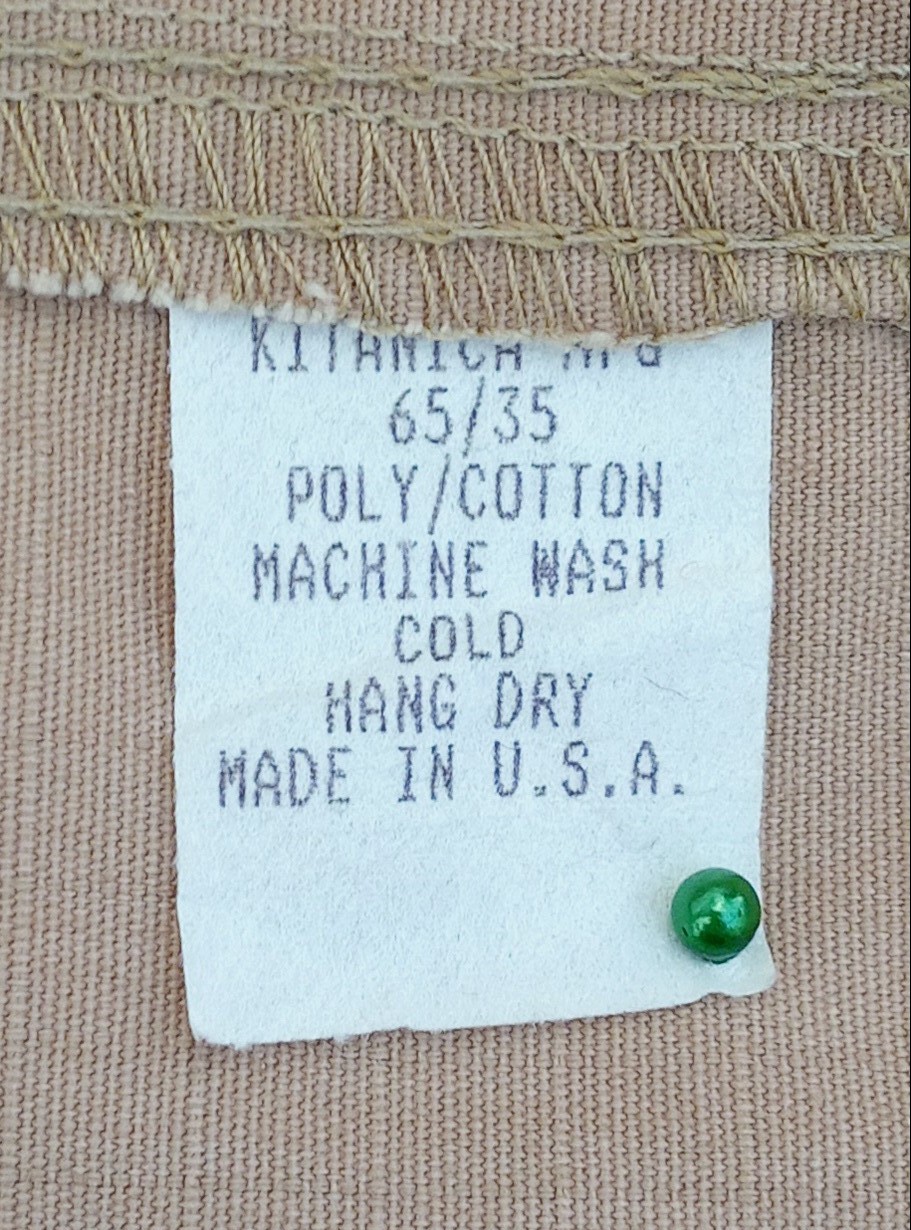 KITANICA MFG
65/35
POLY/COTTON
MACHINE WASH
COLD
HANG DRY
MADE IN U.S.A.